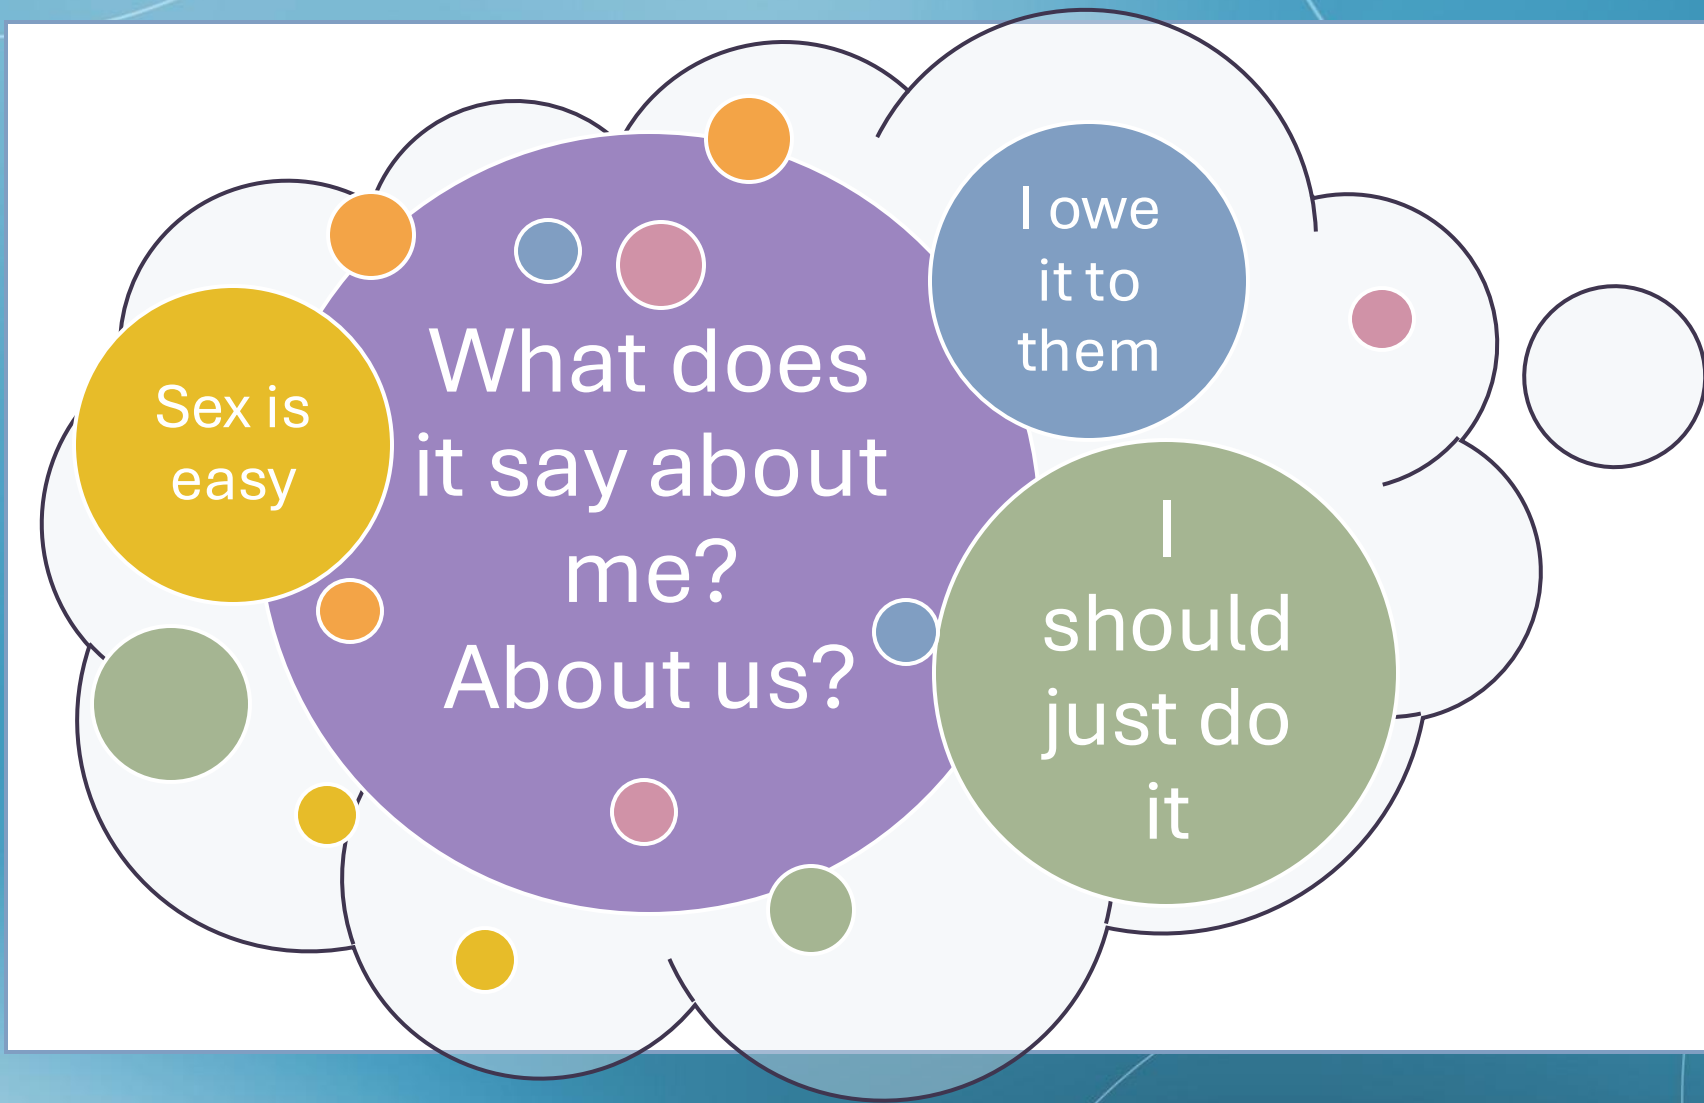 Sex is
easy
What does
it say about
me?
About us?
I owe
it to
them
I
should
just do
it